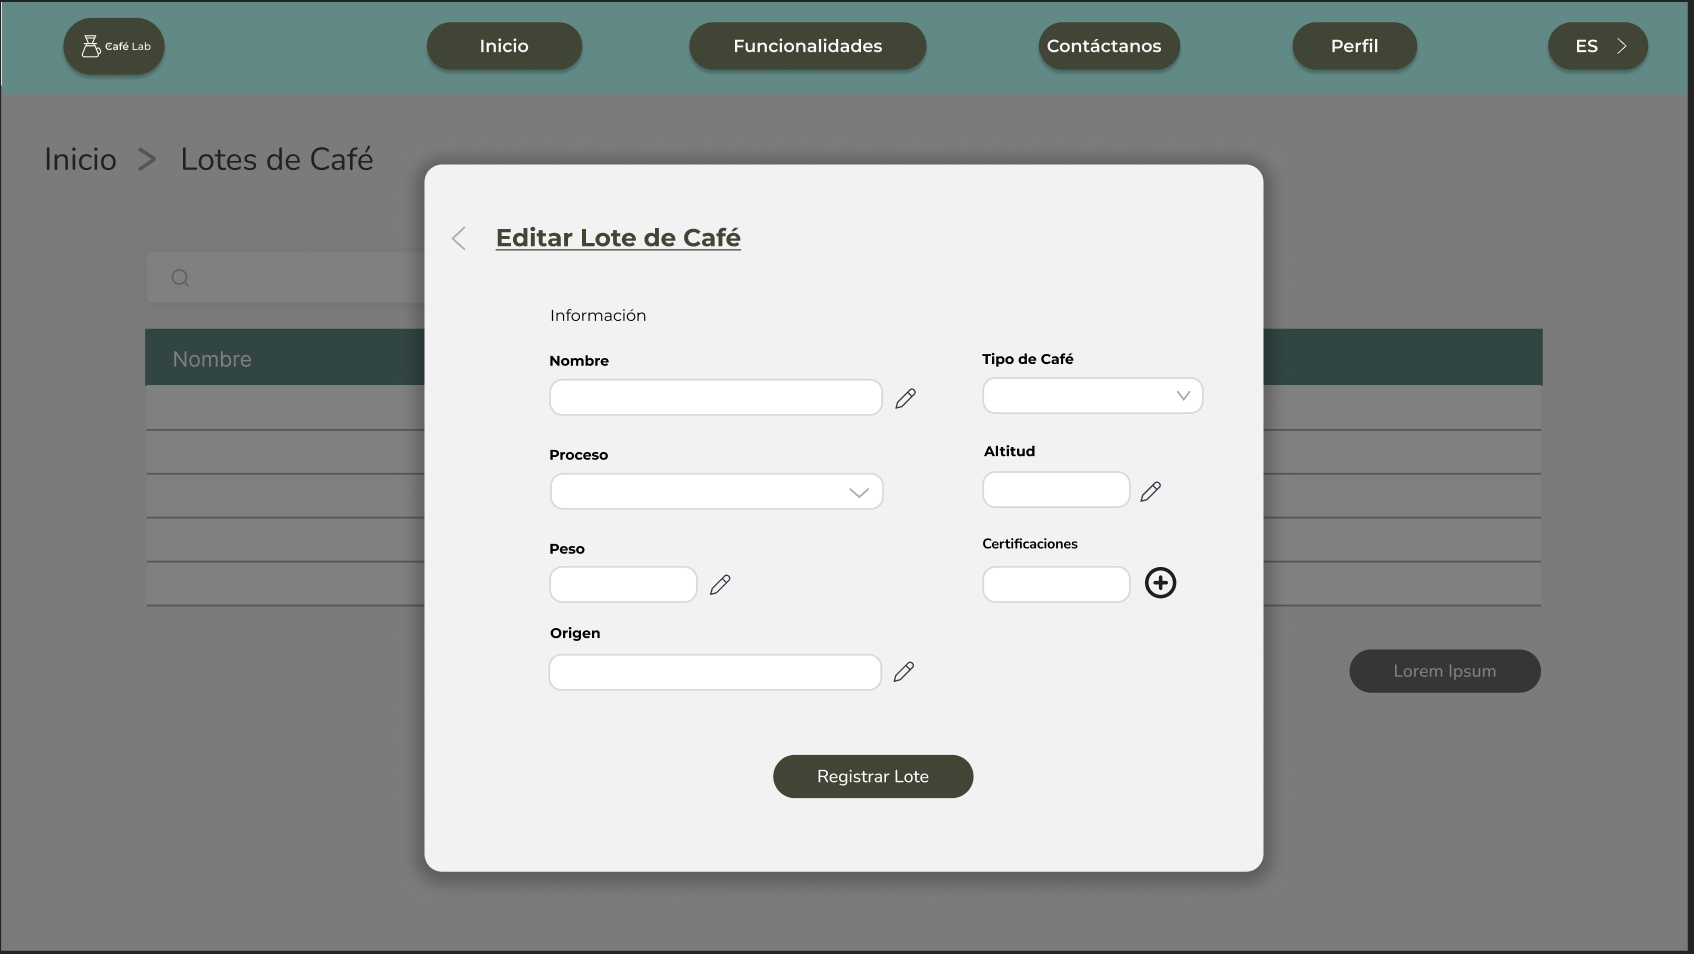 Café Lab
Inicio
Funcionalidades
Contáctanos
Perfil
ES
Inicio > Lotes de Café
Editar Lote de Café
Nombre
Información
Nombre
Tipo de Café
Proceso
Altitud
Peso
Certificaciones
Origen
Lorem Ipsum
Registrar Lote